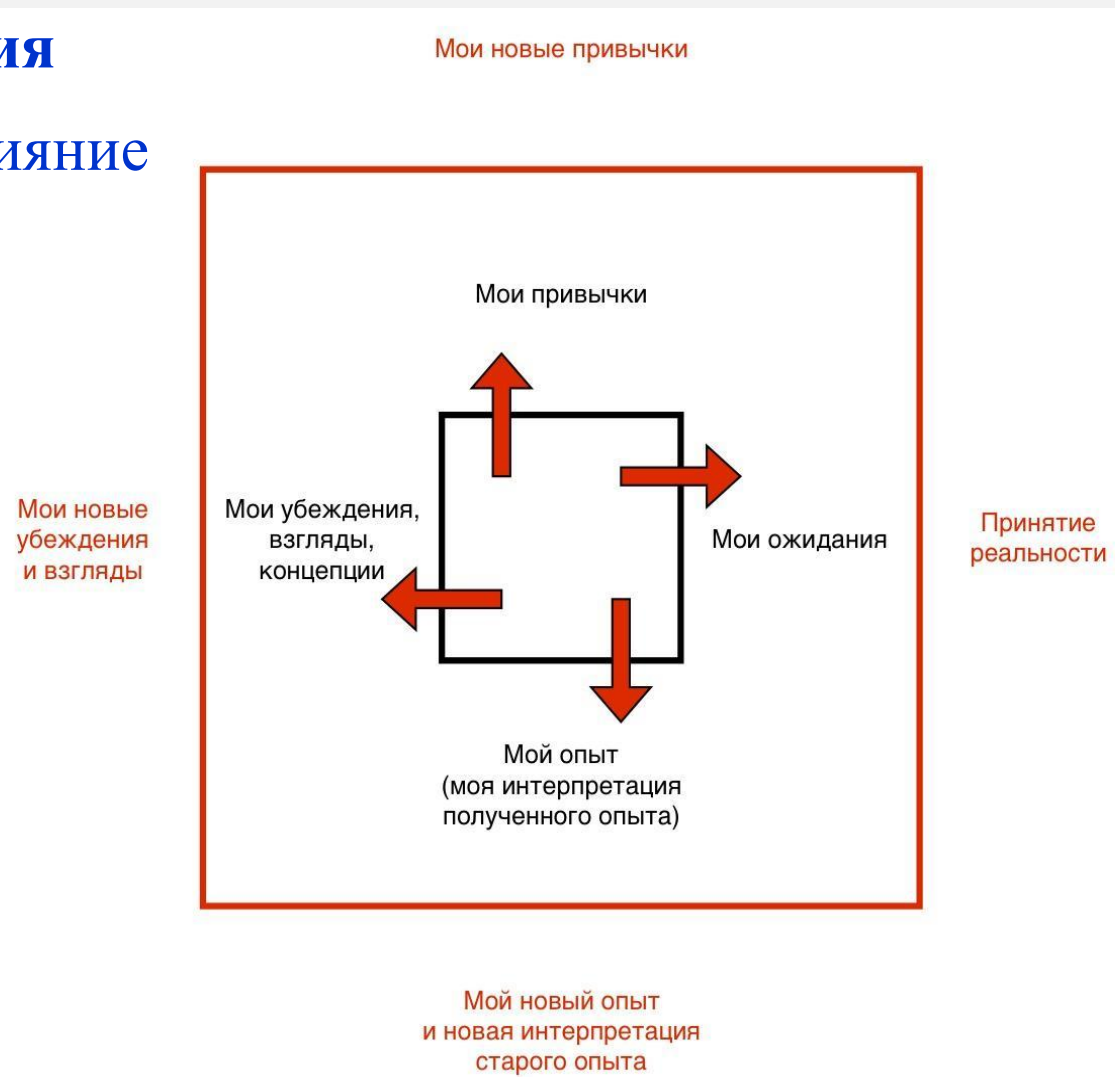 ия
Мои новые привычки
ияние
Мои привычки
Мои новые
убеждения
и взгляды
Мои убеждения,
взгляды,
концепции
Мои ожидания
Принятие
реальности
Мой опыт
(моя интерпретация
полученного опыта)
Мой новый опыт
и новая интерпретация
старого опыта